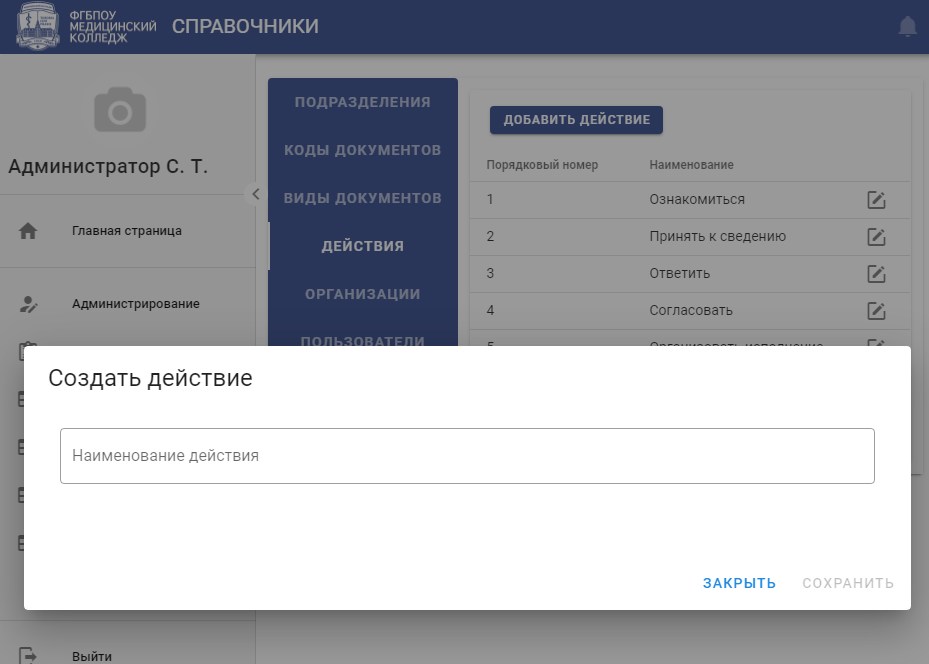 ФГБПОУ
МЕДИЦИНСКИЙ
КОЛЛЕДЖ
СПРАВОЧНИКИ
Администратор С. Т.
Главная страница
Администрирование
Выйти
ПОДРАЗДЕЛЕНИЯ
КОДЫ ДОКУМЕНТОВ
ВИДЫ ДОКУМЕНТОВ
ДЕЙСТВИЯ
ОРГАНИЗАЦИИ
ПОЛЬЗОВАТЕЛИ
ДОБАВИТЬ ДЕЙСТВИЕ
Порядковый номер Наименование
1 Ознакомиться
2 Принять к сведению
3 Ответить
4 Согласовать
5 Организовать исполнение
Создать действие
Наименование действия
ЗАКРЫТЬ СОХРАНИТЬ